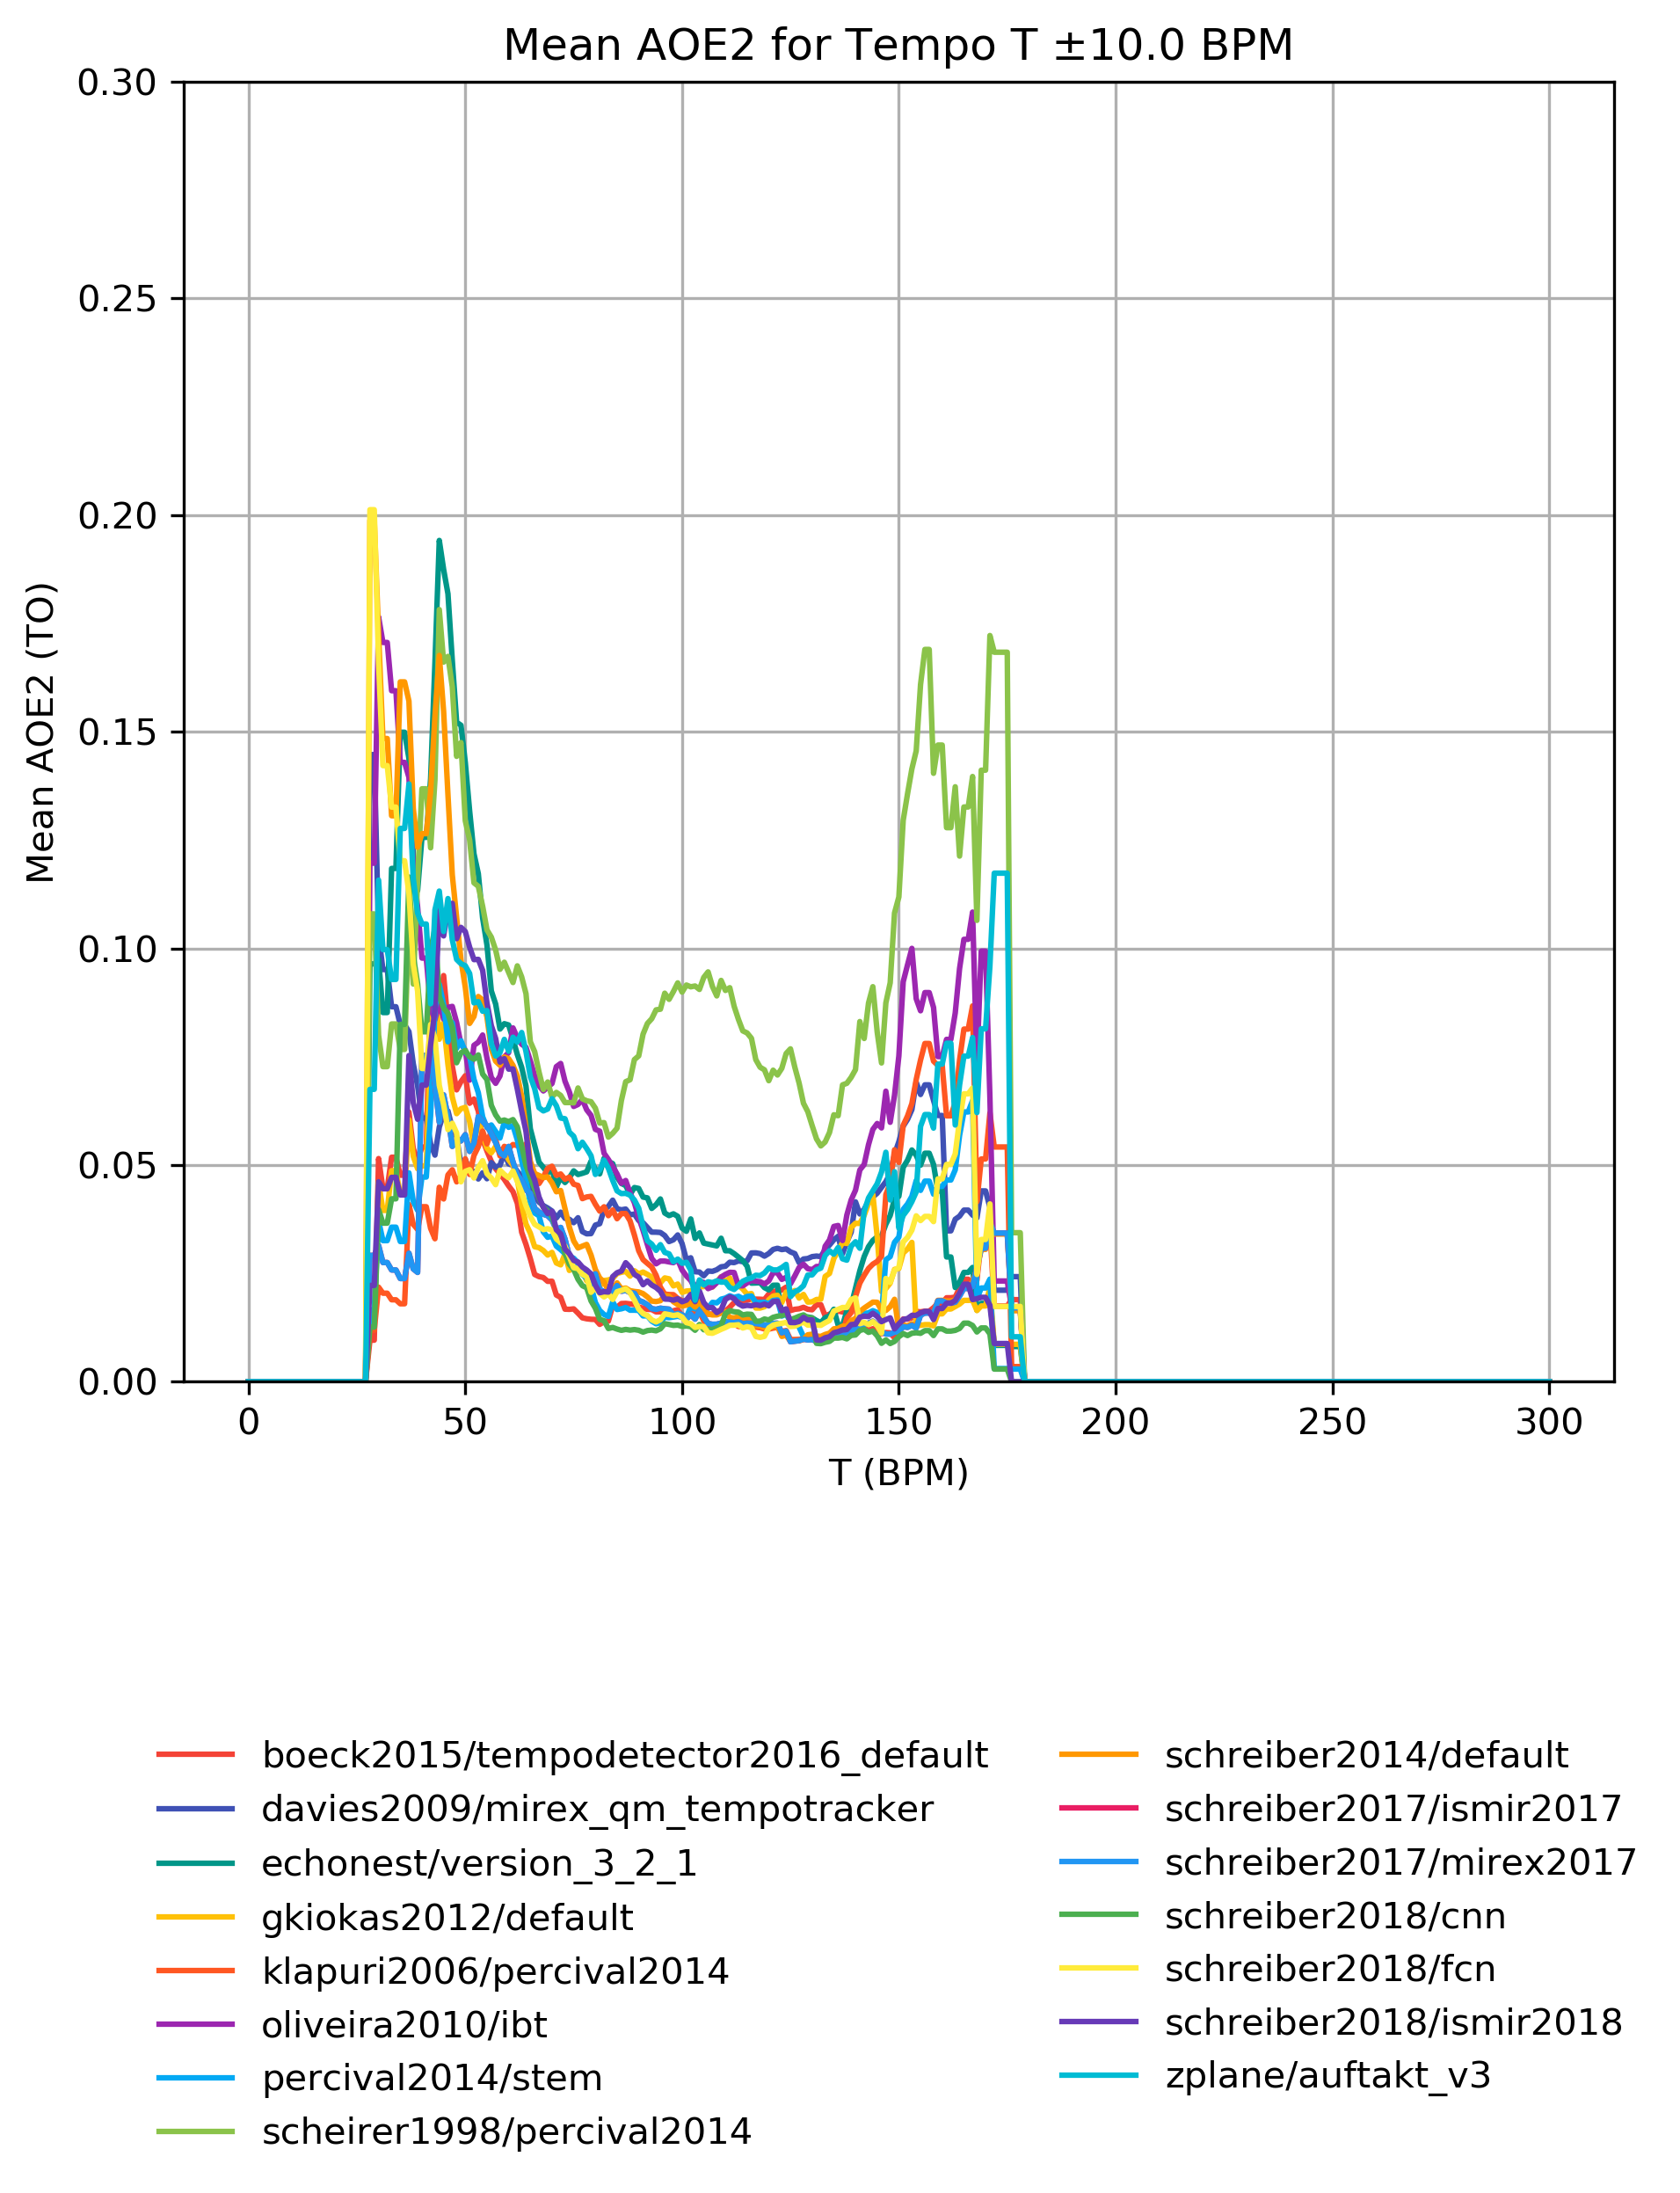 Mean AOE2 for Tempo T ±10.0 BPM
0.30
0.25
0.20
0.15
0.10
0.05
0.00
Mean AOE2 (TO)
0 50 100 150 200 250 300
T (BPM)
boeck2015/tempodetector2016_default
davies2009/mirex_qm_tempotracker
echonest/version_3_2_1
gkiokas2012/default
klapuri2006/percival2014
oliveira2010/ibt
percival2014/stem
scheirer1998/percival2014
schreiber2014/default
schreiber2017/ismir2017
schreiber2017/mirex2017
schreiber2018/cnn
schreiber2018/fcn
schreiber2018/ismir2018
zplane/auftakt_v3